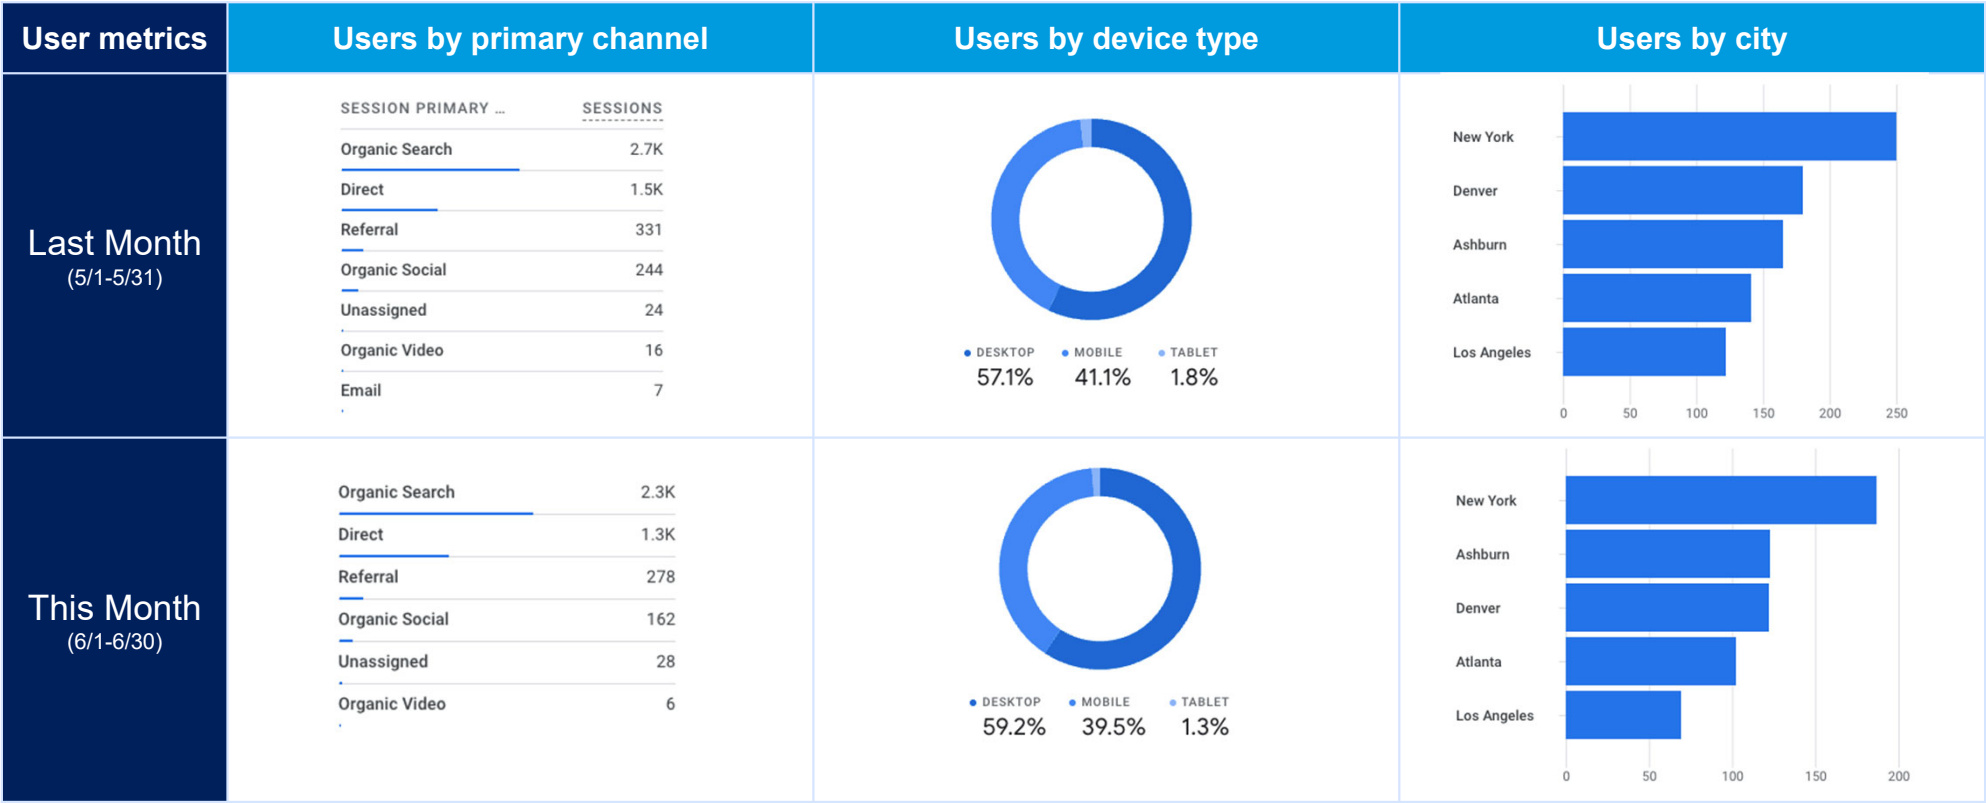 User metrics
Users by primary channel
Users by device type
Users by city
Last Month
(5/1-5/31)
SESSION PRIMARY ... SESSIONS
Organic Search 2.7K
Direct 1.5K
Referral 331
Organic Social 244
Unassigned 24
Organic Video 16
Email 7
DESKTOP MOBILE TABLET
57.1% 41.1% 1.8%
New York
Denver
Ashburn
Atlanta
Los Angeles
0 50 100 150 200 250
This Month
(6/1-6/30)
Organic Search 2.3K
Direct 1.3K
Referral 278
Organic Social 162
Unassigned 28
Organic Video 6
DESKTOP MOBILE TABLET
59.2% 39.5% 1.3%
New York
Ashburn
Denver
Atlanta
Los Angeles
0 50 100 150 200